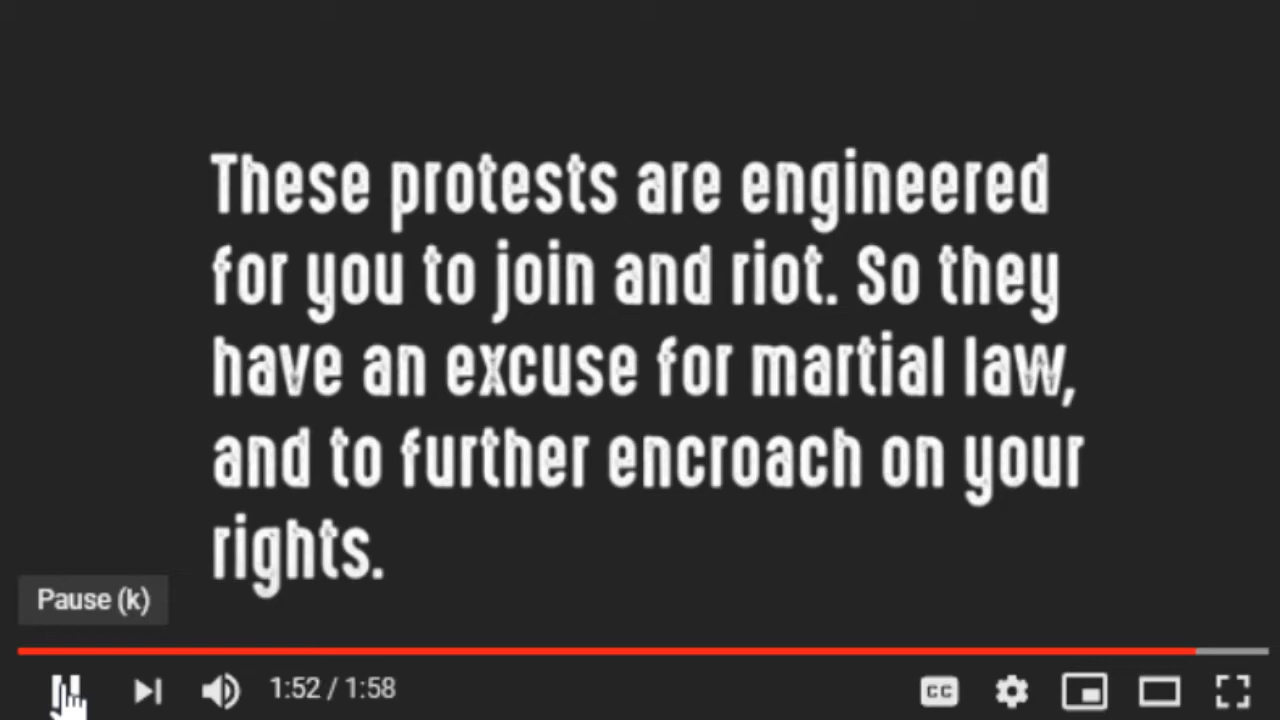 These protests are engineered
for you to join and riot. So they
have an excuse for martial law,
and to further encroach on your
rights.
Pause (k)
1:52 / 1:58
CC